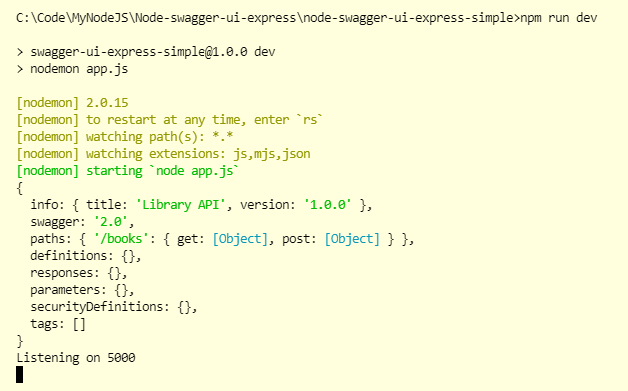 C:\Code\MyNodeJS\Node-swagger-ui-express\node-swagger-ui-express-simple>npm run dev
> swagger-ui-express-simple@1.0.0 dev
> nodemon app.js
[nodemon] 2.0.15
[nodemon] to restart at any time, enter `rs`
[nodemon] watching path(s): *.*
[nodemon] watching extensions: js,mjs,json
[nodemon] starting `node app.js`
{
  info: { title: 'Library API', version: '1.0.0' },
  swagger: '2.0',
  paths: { '/books': { get: [Object], post: [Object] } },
  definitions: {},
  responses: {},
  parameters: {},
  securityDefinitions: {},
  tags: []
}
Listening on 5000